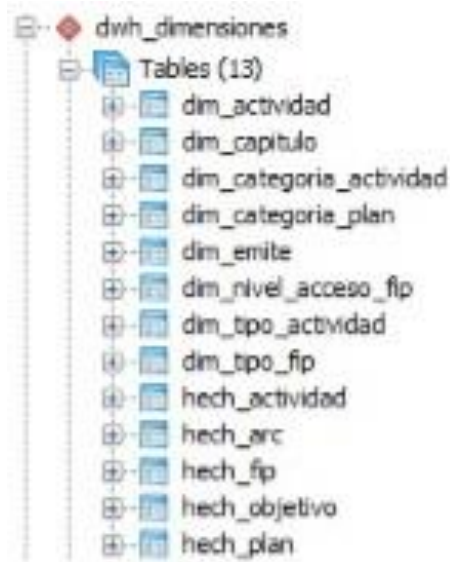 dwh_dimensiones
Tables (13)
dim_actividad
dim_capitulo
dim_categoria_actividad
dim_categoria_plan
dim_emite
dim_nivel_acceso_fip
dim_tipo_actividad
dim_tipo_fip
hech_actividad
hech_arc
hech_fip
hech_objetivo
hech_plan